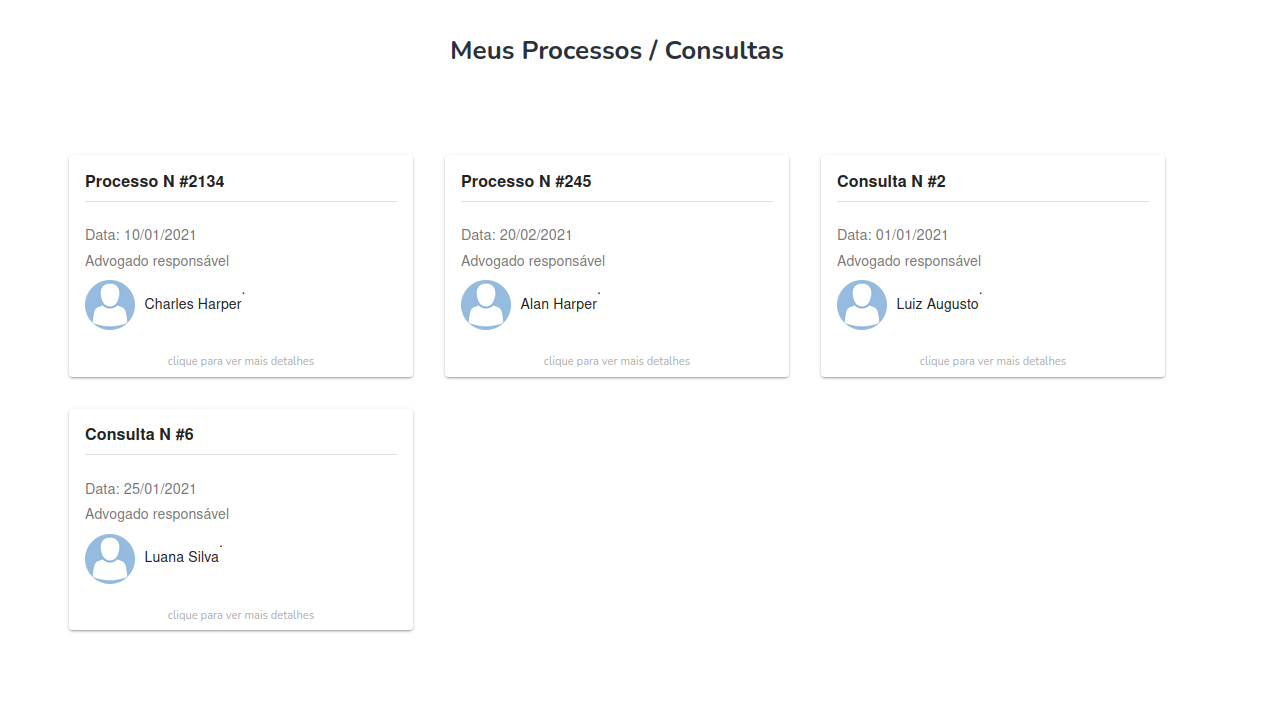 Meus Processos / Consultas
Processo N #2134
Data: 10/01/2021
Advogado responsável
Charles Harper.
clique para ver mais detalhes
Processo N #245
Data: 20/02/2021
Advogado responsável
Alan Harper.
clique para ver mais detalhes
Consulta N #2
Data: 01/01/2021
Advogado responsável
Luiz Augusto.
clique para ver mais detalhes
Consulta N #6
Data: 25/01/2021
Advogado responsável
Luana Silva.
clique para ver mais detalhes